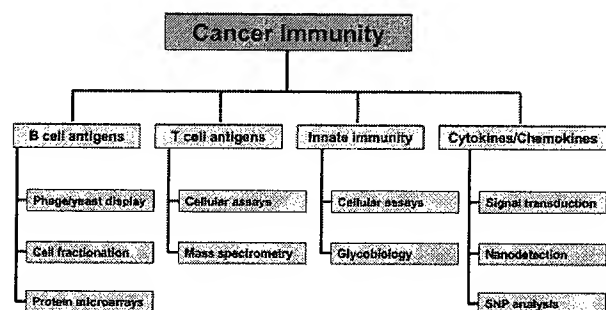 Cancer Immunity
B cell antigens
T cell antigens
Innate immunity
Cytokines/Chemokines
Phage/yeast display
Cellular assays
Cellular assays
Signal transduction
Cell fractionation
Mass spectrometry
Glycobiology
Nanodetection
Protein microarrays
SNP analysis